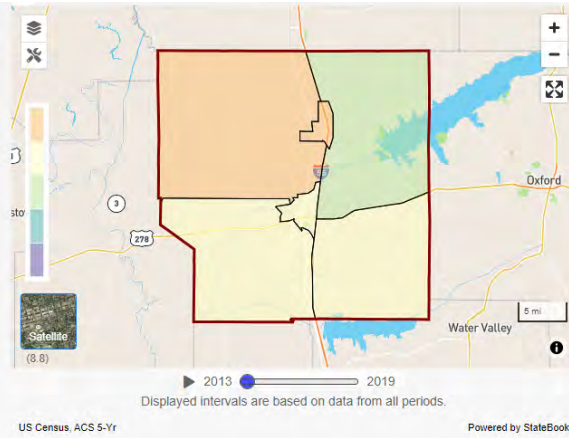 +
−
3
278
sto
Oxford
Satellite
5 mi
Water Valley
(8.8)
2013
2019
Displayed intervals are based on data from all periods.
US Census, ACS 5-Yr
Powered by StateBook